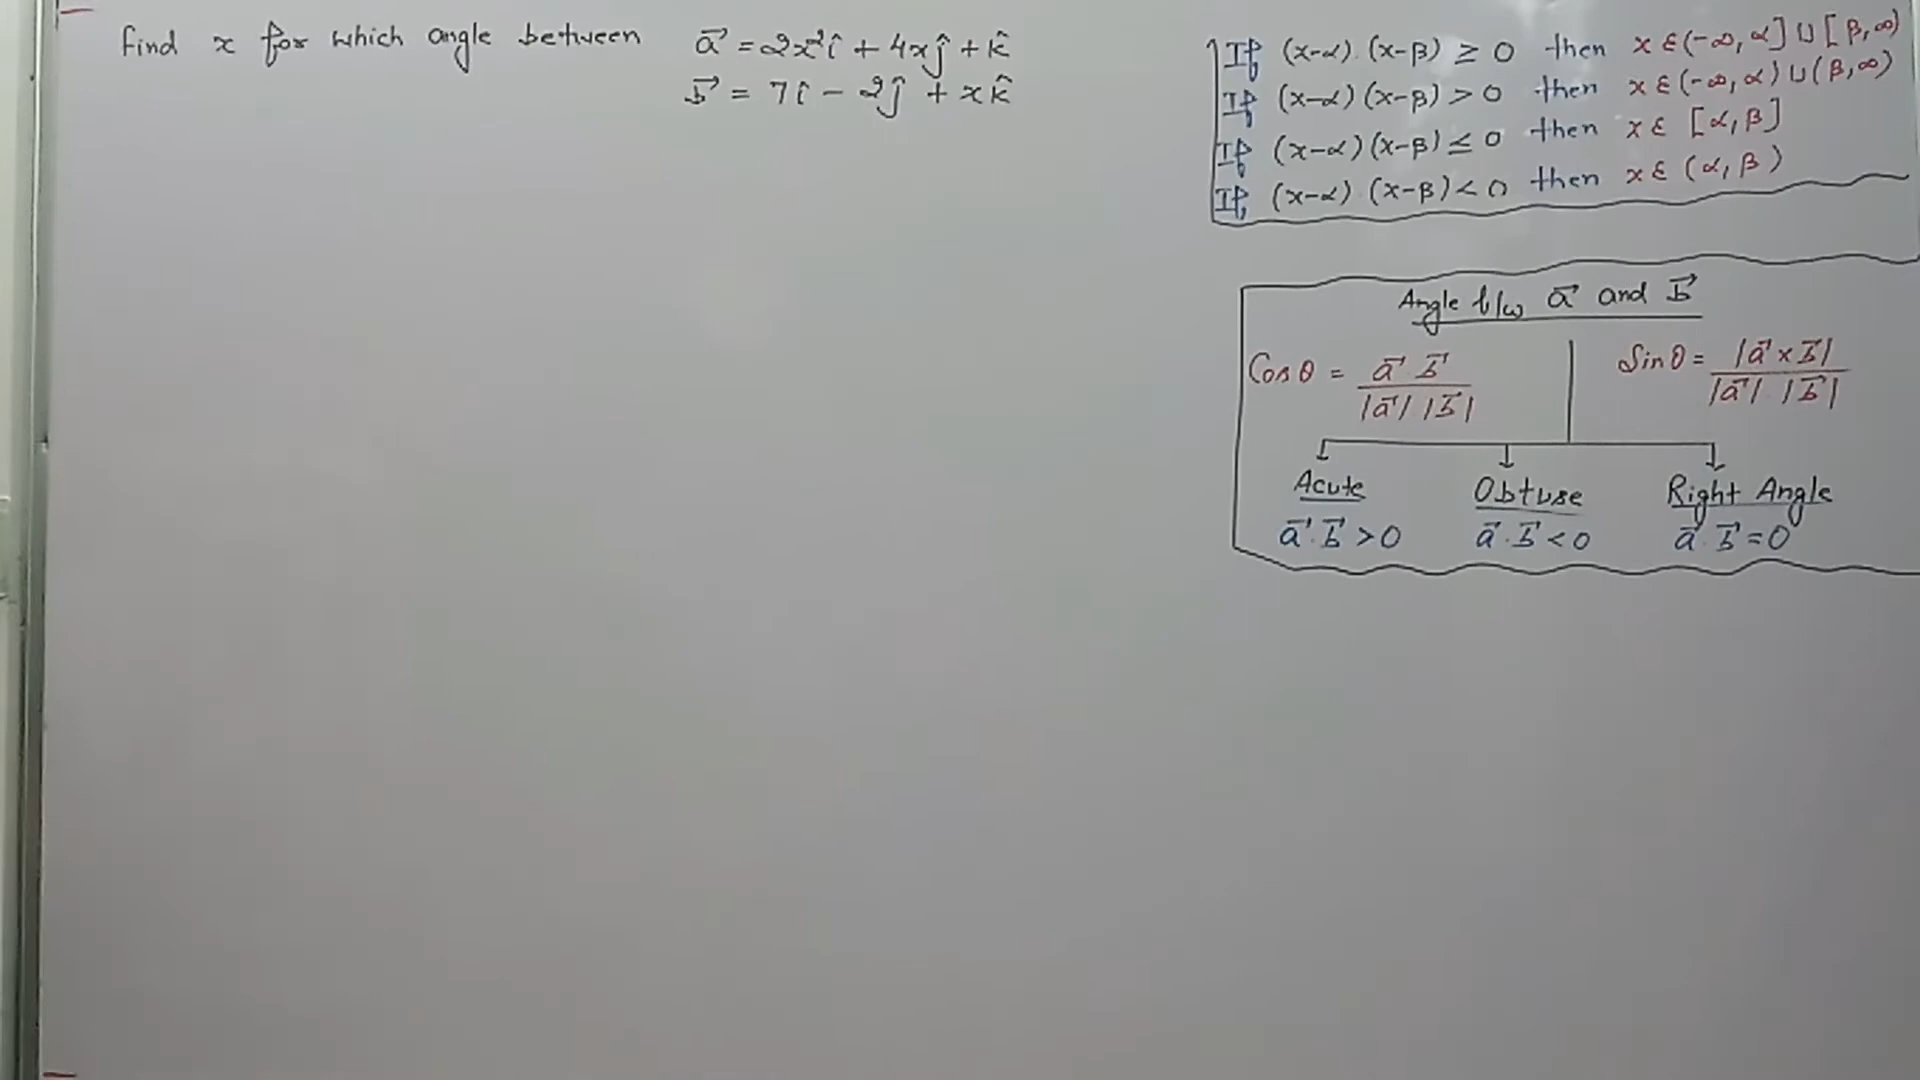 find x for which angle between a⃗ = 2x²î + 4xĵ + k̂
b⃗ = 7î - 2ĵ + xk̂
If (x-α).(x-β) ≥ 0 then x ε (-∞, α] ∪ [β, ∞)
If (x-α)(x-β) > 0 then x ε (-∞, α) ∪ (β, ∞)
If (x-α)(x-β) ≤ 0 then x ε [α, β]
If, (x-α).(x-β) < 0 then x ε (α, β)
Angle b/w a⃗ and b⃗
Cos θ = a⃗.b⃗ / |a⃗| |b⃗|
Sin θ = |a⃗ × b⃗| / |a⃗|.|b⃗|
Acute Obtuse Right Angle
a⃗.b⃗ > 0 a⃗.b⃗ < 0 a⃗.b⃗ = 0